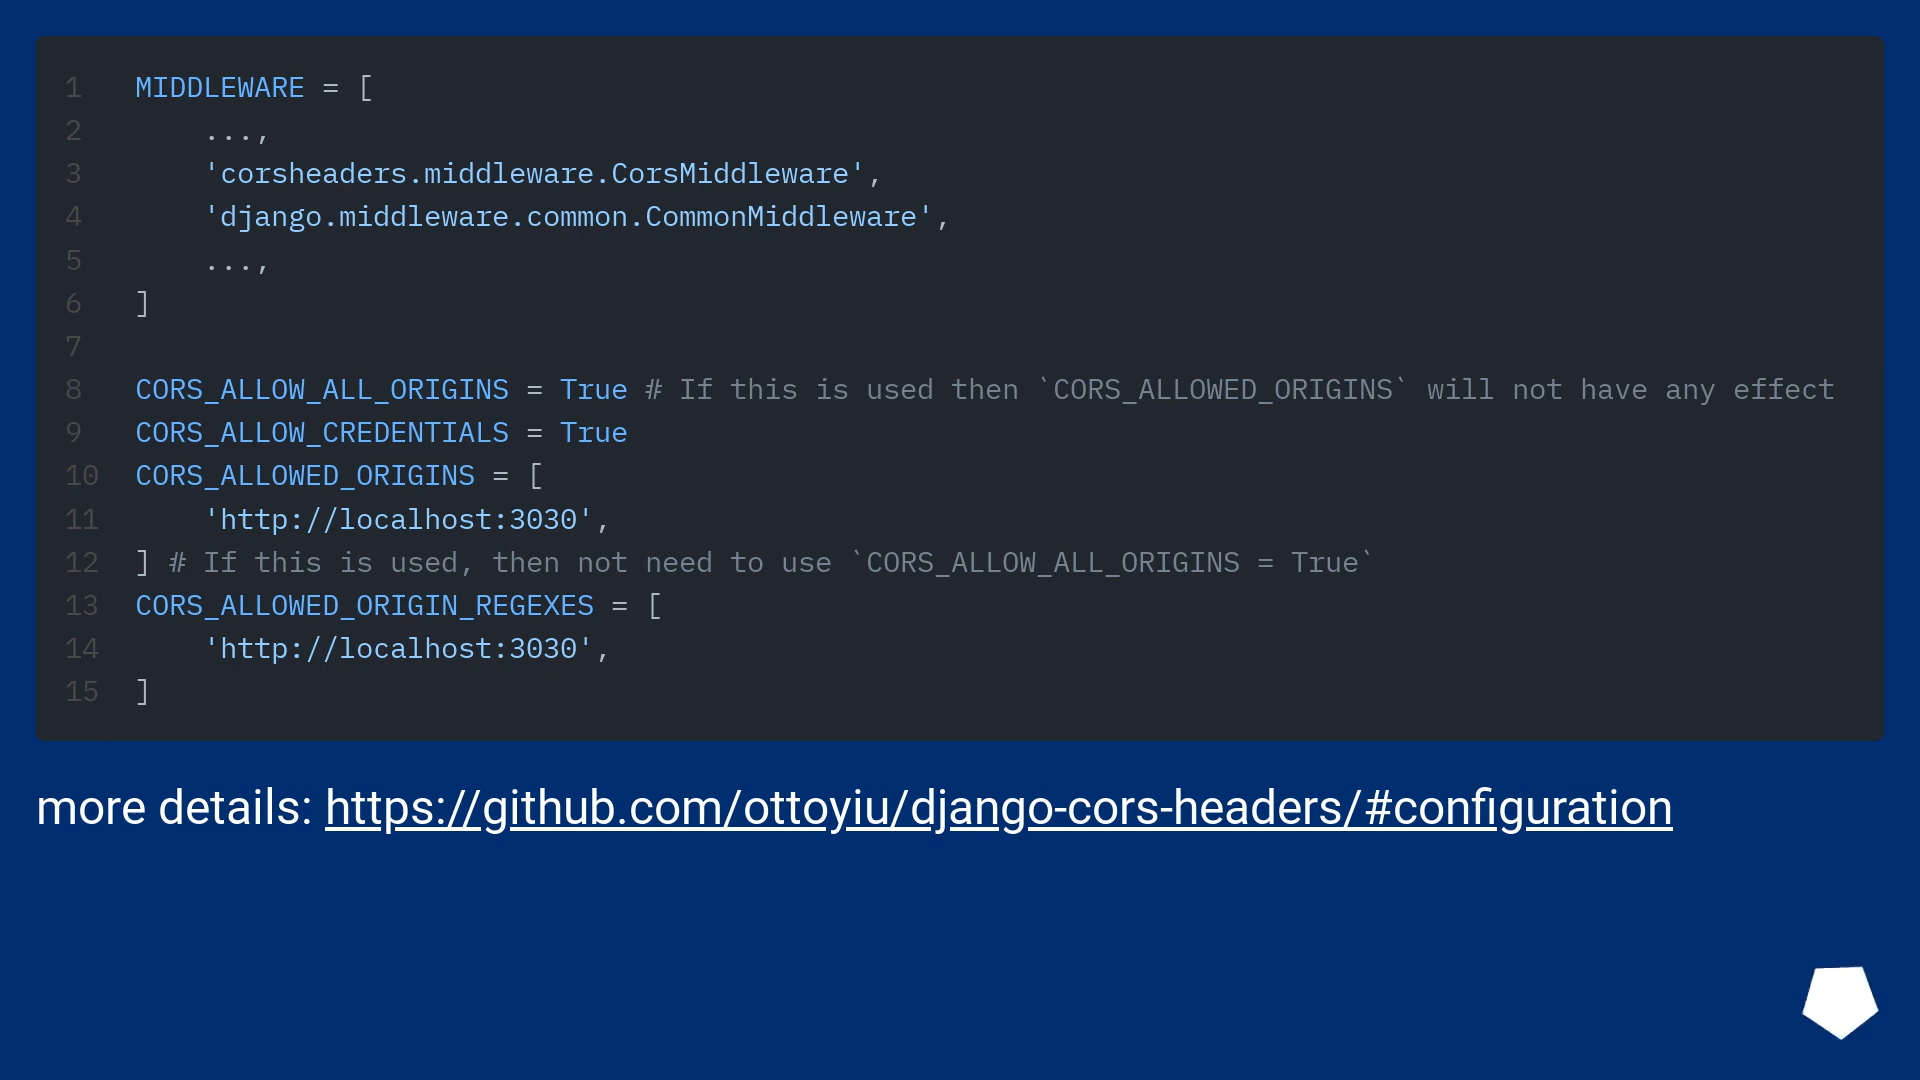 1 MIDDLEWARE = [
2     ...,
3     'corsheaders.middleware.CorsMiddleware',
4     'django.middleware.common.CommonMiddleware',
5     ...,
6 ]
7
8 CORS_ALLOW_ALL_ORIGINS = True # If this is used then `CORS_ALLOWED_ORIGINS` will not have any effect
9 CORS_ALLOW_CREDENTIALS = True
10 CORS_ALLOWED_ORIGINS = [
11     'http://localhost:3030',
12 ] # If this is used, then not need to use `CORS_ALLOW_ALL_ORIGINS = True`
13 CORS_ALLOWED_ORIGIN_REGEXES = [
14     'http://localhost:3030',
15 ]
more details: https://github.com/ottoyiu/django-cors-headers/#configuration